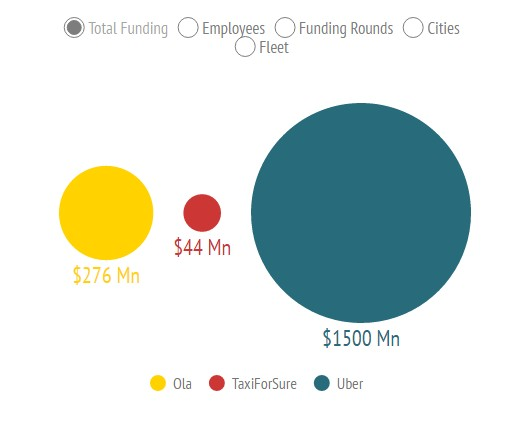 Total Funding Employees Funding Rounds Cities
Fleet
$276 Mn
$44 Mn
$1500 Mn
Ola TaxiForSure Uber